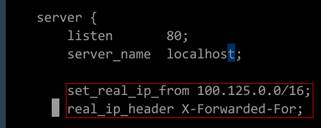 server {
listen 80;
server_name localhost;
set_real_ip_from 100.125.0.0/16;
real_ip_header X-Forwarded-For;